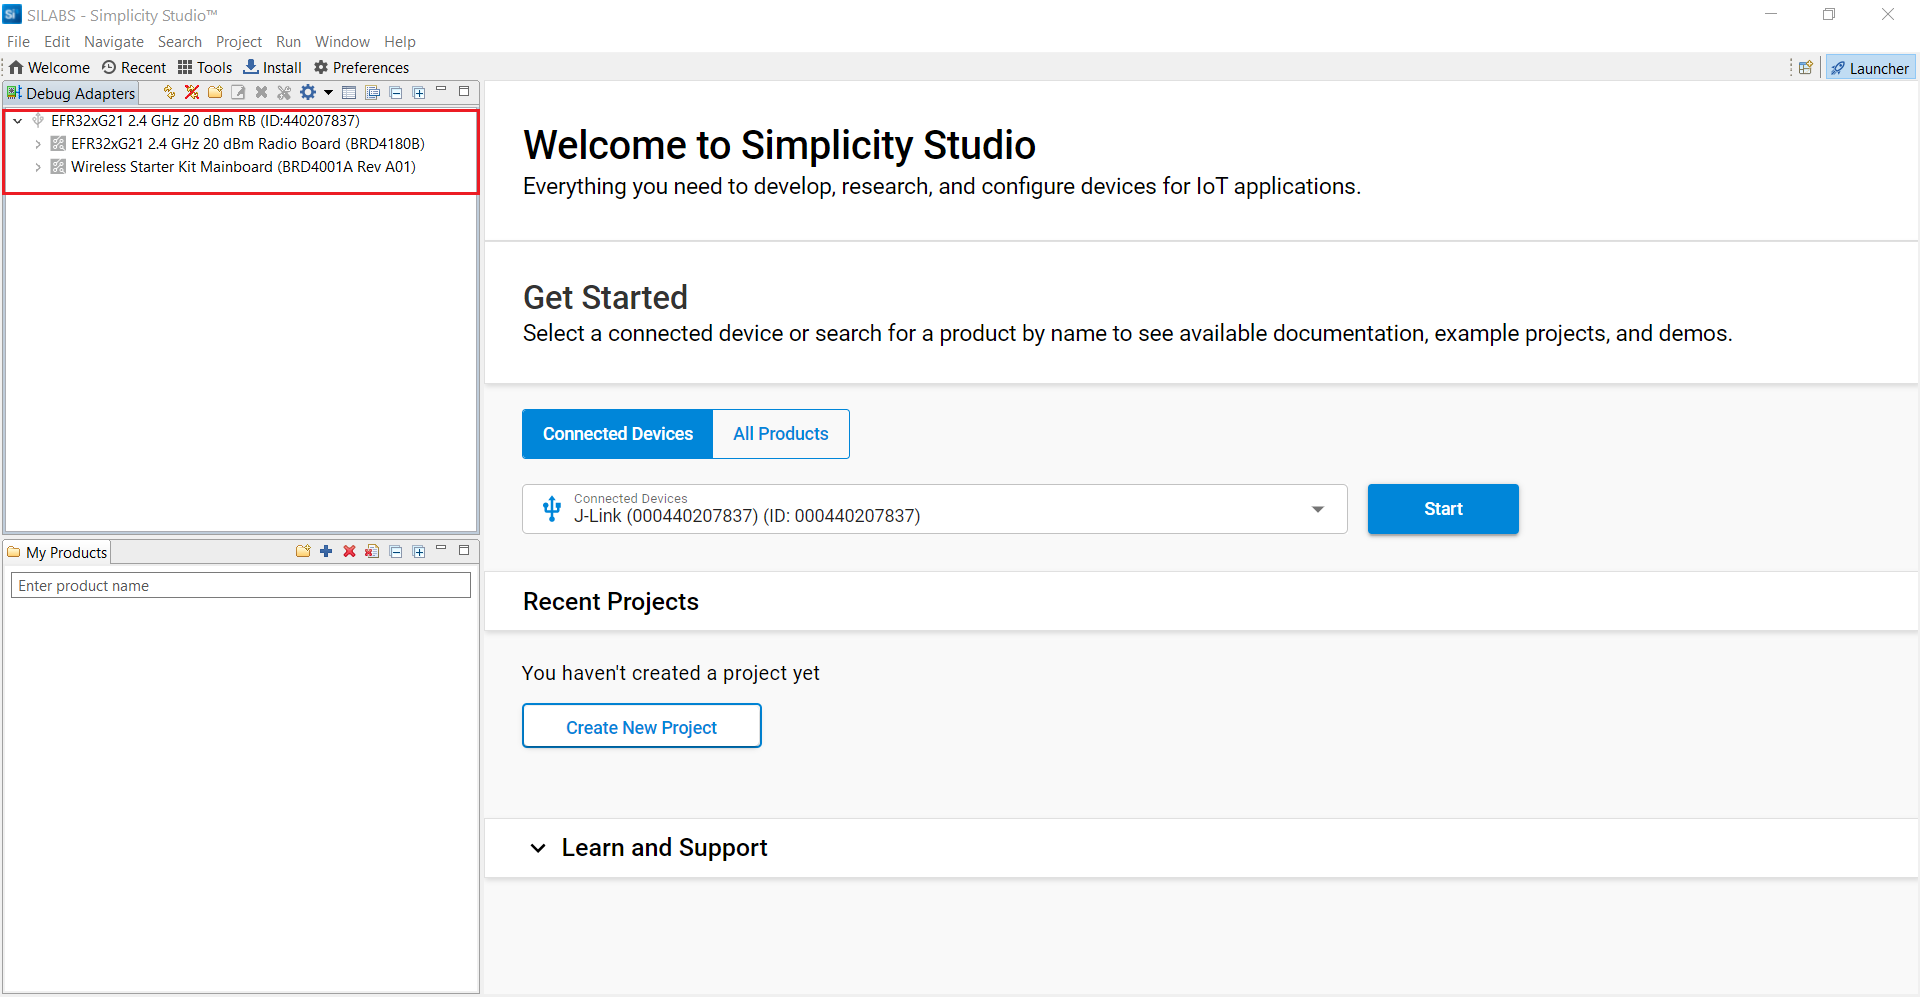 SILABS - Simplicity Studio™
File Edit Navigate Search Project Run Window Help
Welcome Recent Tools Install Preferences
Launcher
Debug Adapters
EFR32xG21 2.4 GHz 20 dBm RB (ID:440207837)
EFR32xG21 2.4 GHz 20 dBm Radio Board (BRD4180B)
Wireless Starter Kit Mainboard (BRD4001A Rev A01)
My Products
Enter product name
Welcome to Simplicity Studio
Everything you need to develop, research, and configure devices for IoT applications.
Get Started
Select a connected device or search for a product by name to see available documentation, example projects, and demos.
Connected Devices All Products
Connected Devices
J-Link (000440207837) (ID: 000440207837)
Start
Recent Projects
You haven't created a project yet
Create New Project
Learn and Support